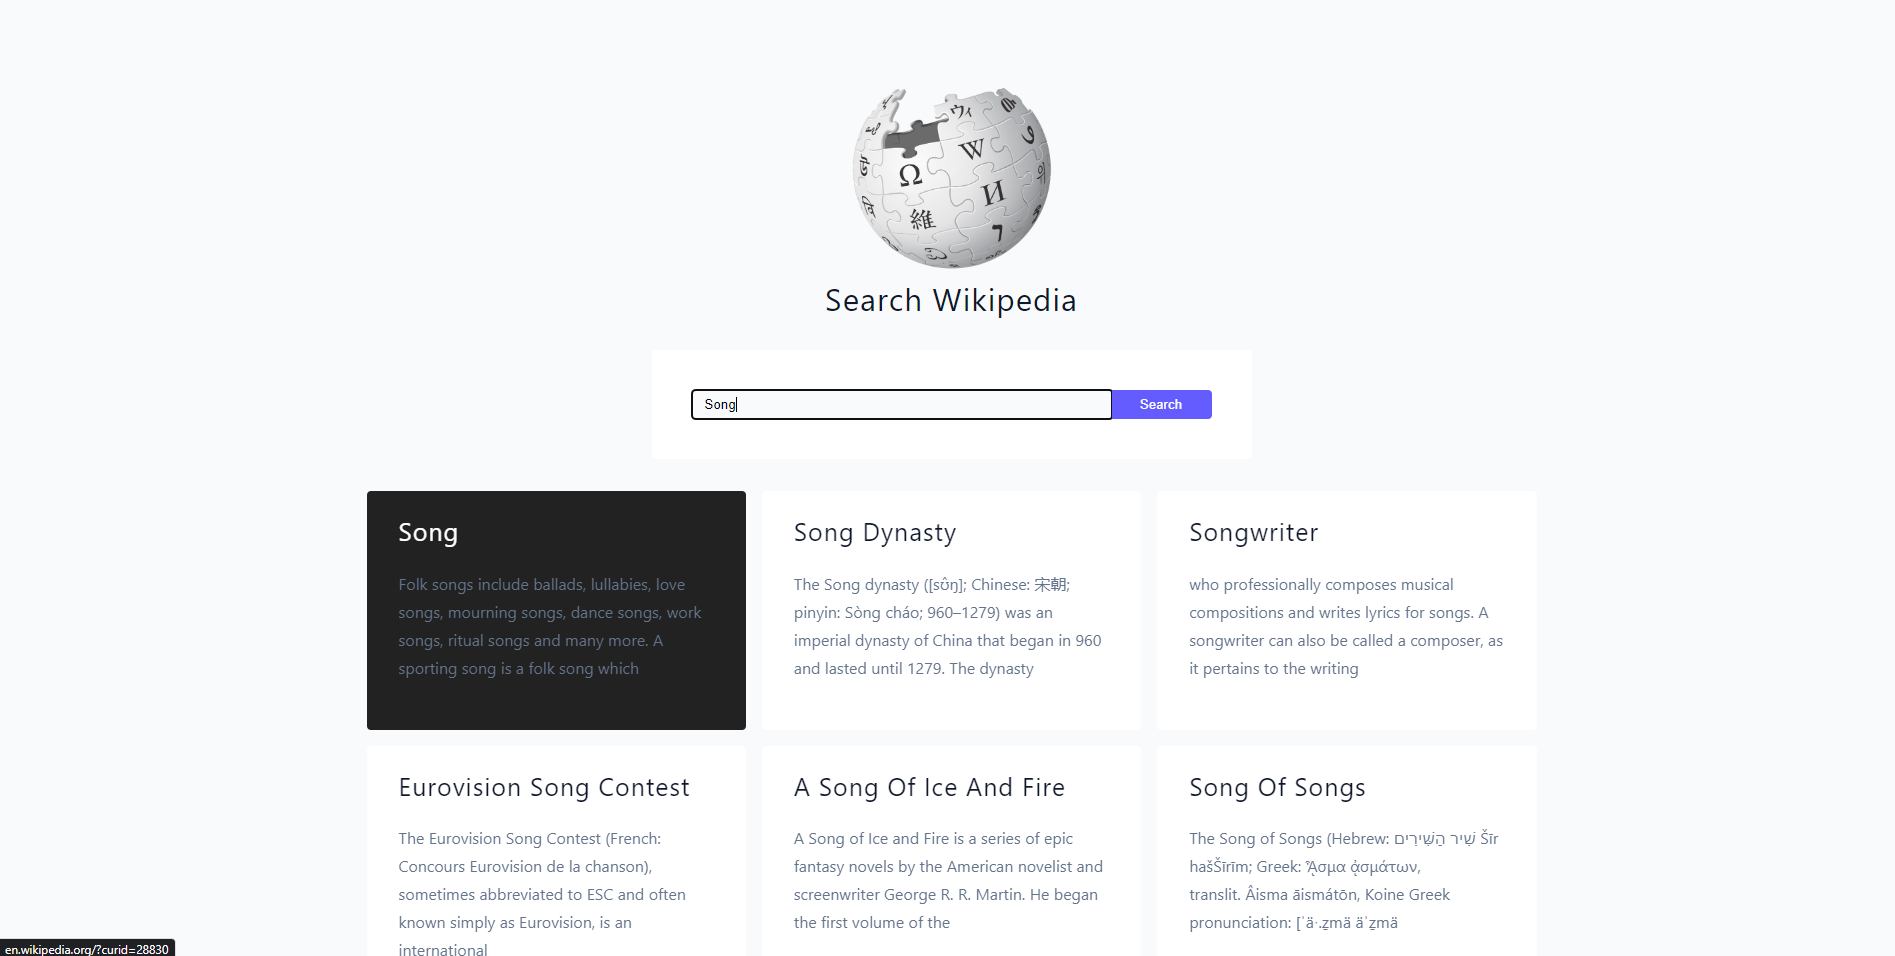 ウィ
Ω
W
И
維
7
Search Wikipedia
Song
Search
Song
Folk songs include ballads, lullabies, love
songs, mourning songs, dance songs, work
songs, ritual songs and many more. A
sporting song is a folk song which
Song Dynasty
The Song dynasty ([sʊ̂ŋ]; Chinese: 宋朝;
pinyin: Sòng cháo; 960–1279) was an
imperial dynasty of China that began in 960
and lasted until 1279. The dynasty
Songwriter
who professionally composes musical
compositions and writes lyrics for songs. A
songwriter can also be called a composer, as
it pertains to the writing
Eurovision Song Contest
The Eurovision Song Contest (French:
Concours Eurovision de la chanson),
sometimes abbreviated to ESC and often
known simply as Eurovision, is an
international
A Song Of Ice And Fire
A Song of Ice and Fire is a series of epic
fantasy novels by the American novelist and
screenwriter George R. R. Martin. He began
the first volume of the
Song Of Songs
The Song of Songs (Hebrew: שִׁיר הַשִּׁירִים Šīr
hašŠīrīm; Greek: ᾎσμα ᾀσμάτων,
translit. Âisma āismátōn, Koine Greek
pronunciation: [ˈä·.z̠mä äˈz̠mä
en.wikipedia.org/?curid=28830